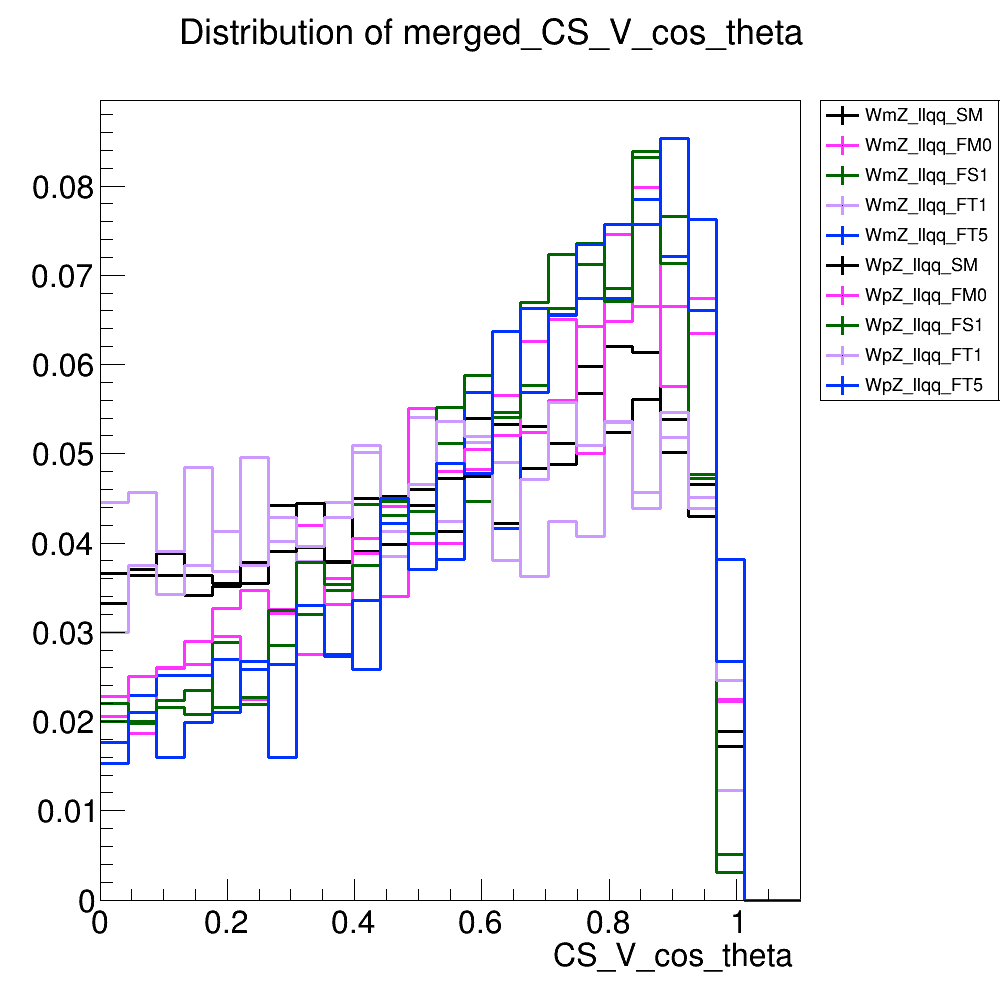 Distribution of merged_CS_V_cos_theta
WmZ_llqq_SM
WmZ_llqq_FM0
WmZ_llqq_FS1
WmZ_llqq_FT1
WmZ_llqq_FT5
WpZ_llqq_SM
WpZ_llqq_FM0
WpZ_llqq_FS1
WpZ_llqq_FT1
WpZ_llqq_FT5
0.08
0.07
0.06
0.05
0.04
0.03
0.02
0.01
0
0 0.2 0.4 0.6 0.8 1
CS_V_cos_theta